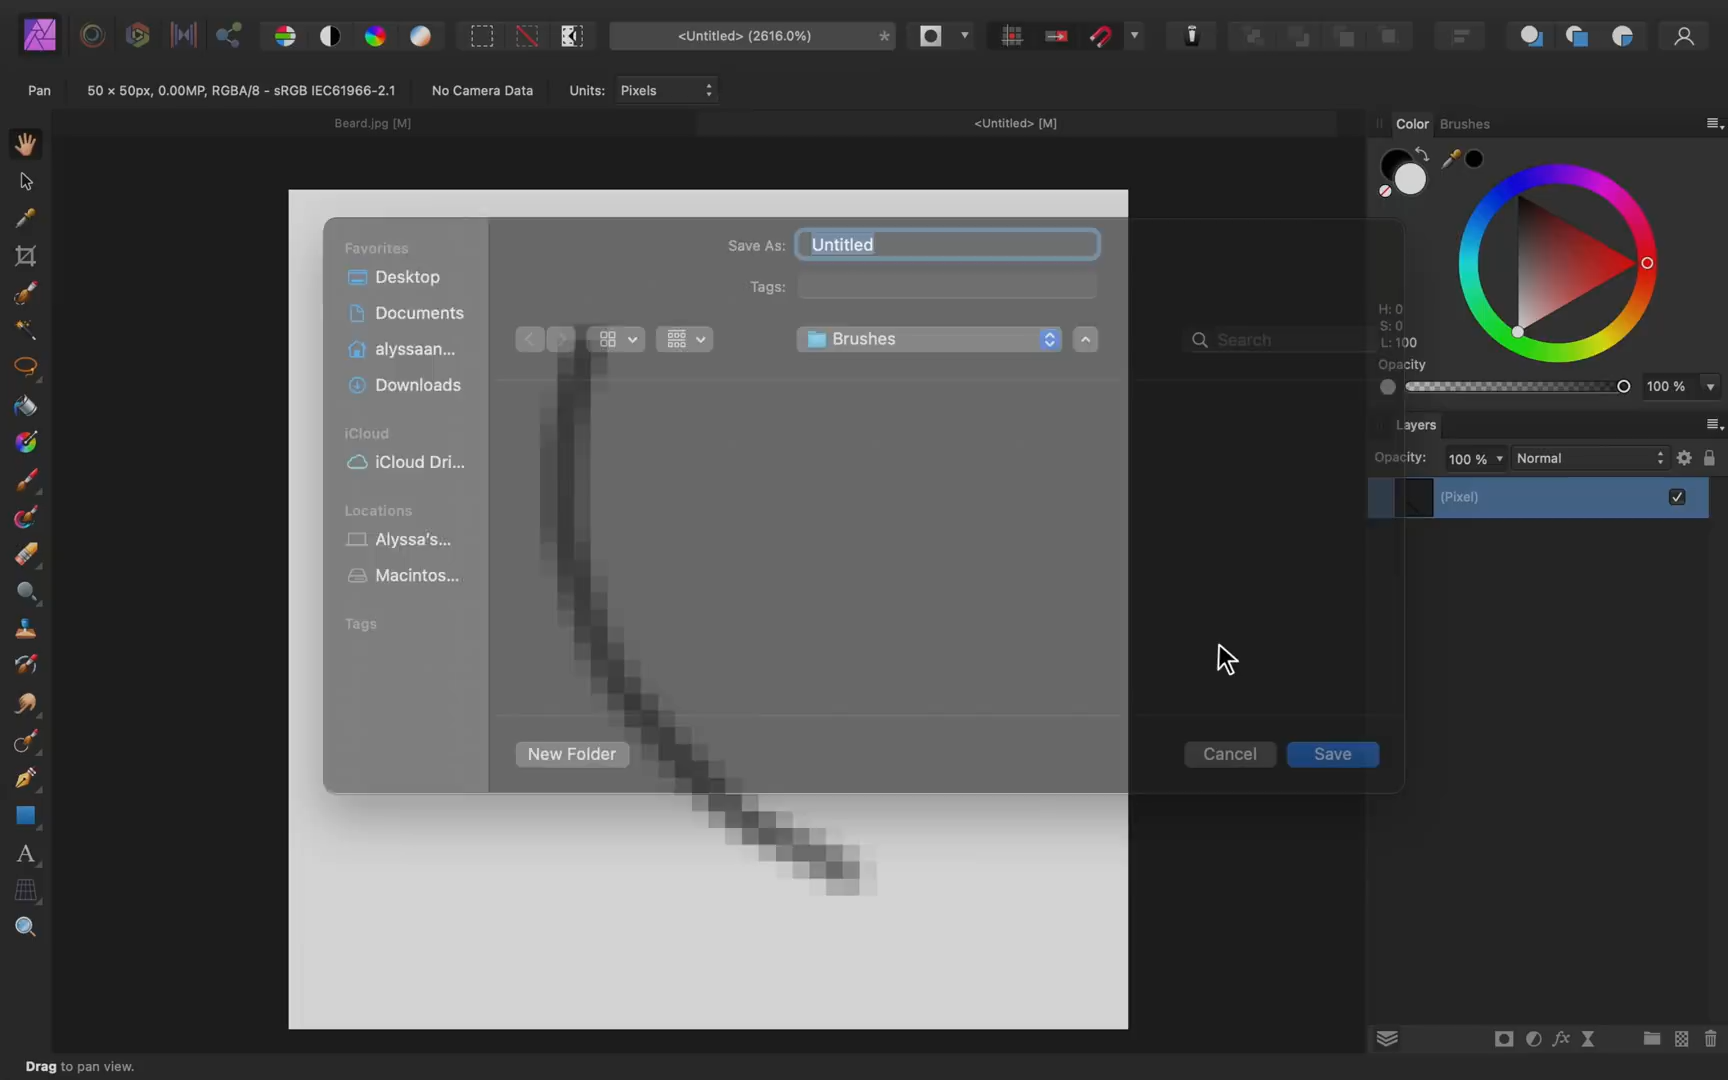 <Untitled> (2616.0%)
*
Pan
50 × 50px, 0.00MP, RGBA/8 - sRGB IEC61966-2.1
No Camera Data
Units: Pixels
Beard.jpg [M]
<Untitled> [M]
Color
Brushes
Favorites
Desktop
Documents
alyssaan...
Downloads
iCloud
iCloud Dri...
Locations
Alyssa's...
Macintos...
Tags
Save As: Untitled
Tags:
Brushes
Search
New Folder
Cancel
Save
H: 0
S: 0
L: 100
Opacity
100 %
Layers
Opacity: 100 % Normal
(Pixel)
A
fx
Drag to pan view.